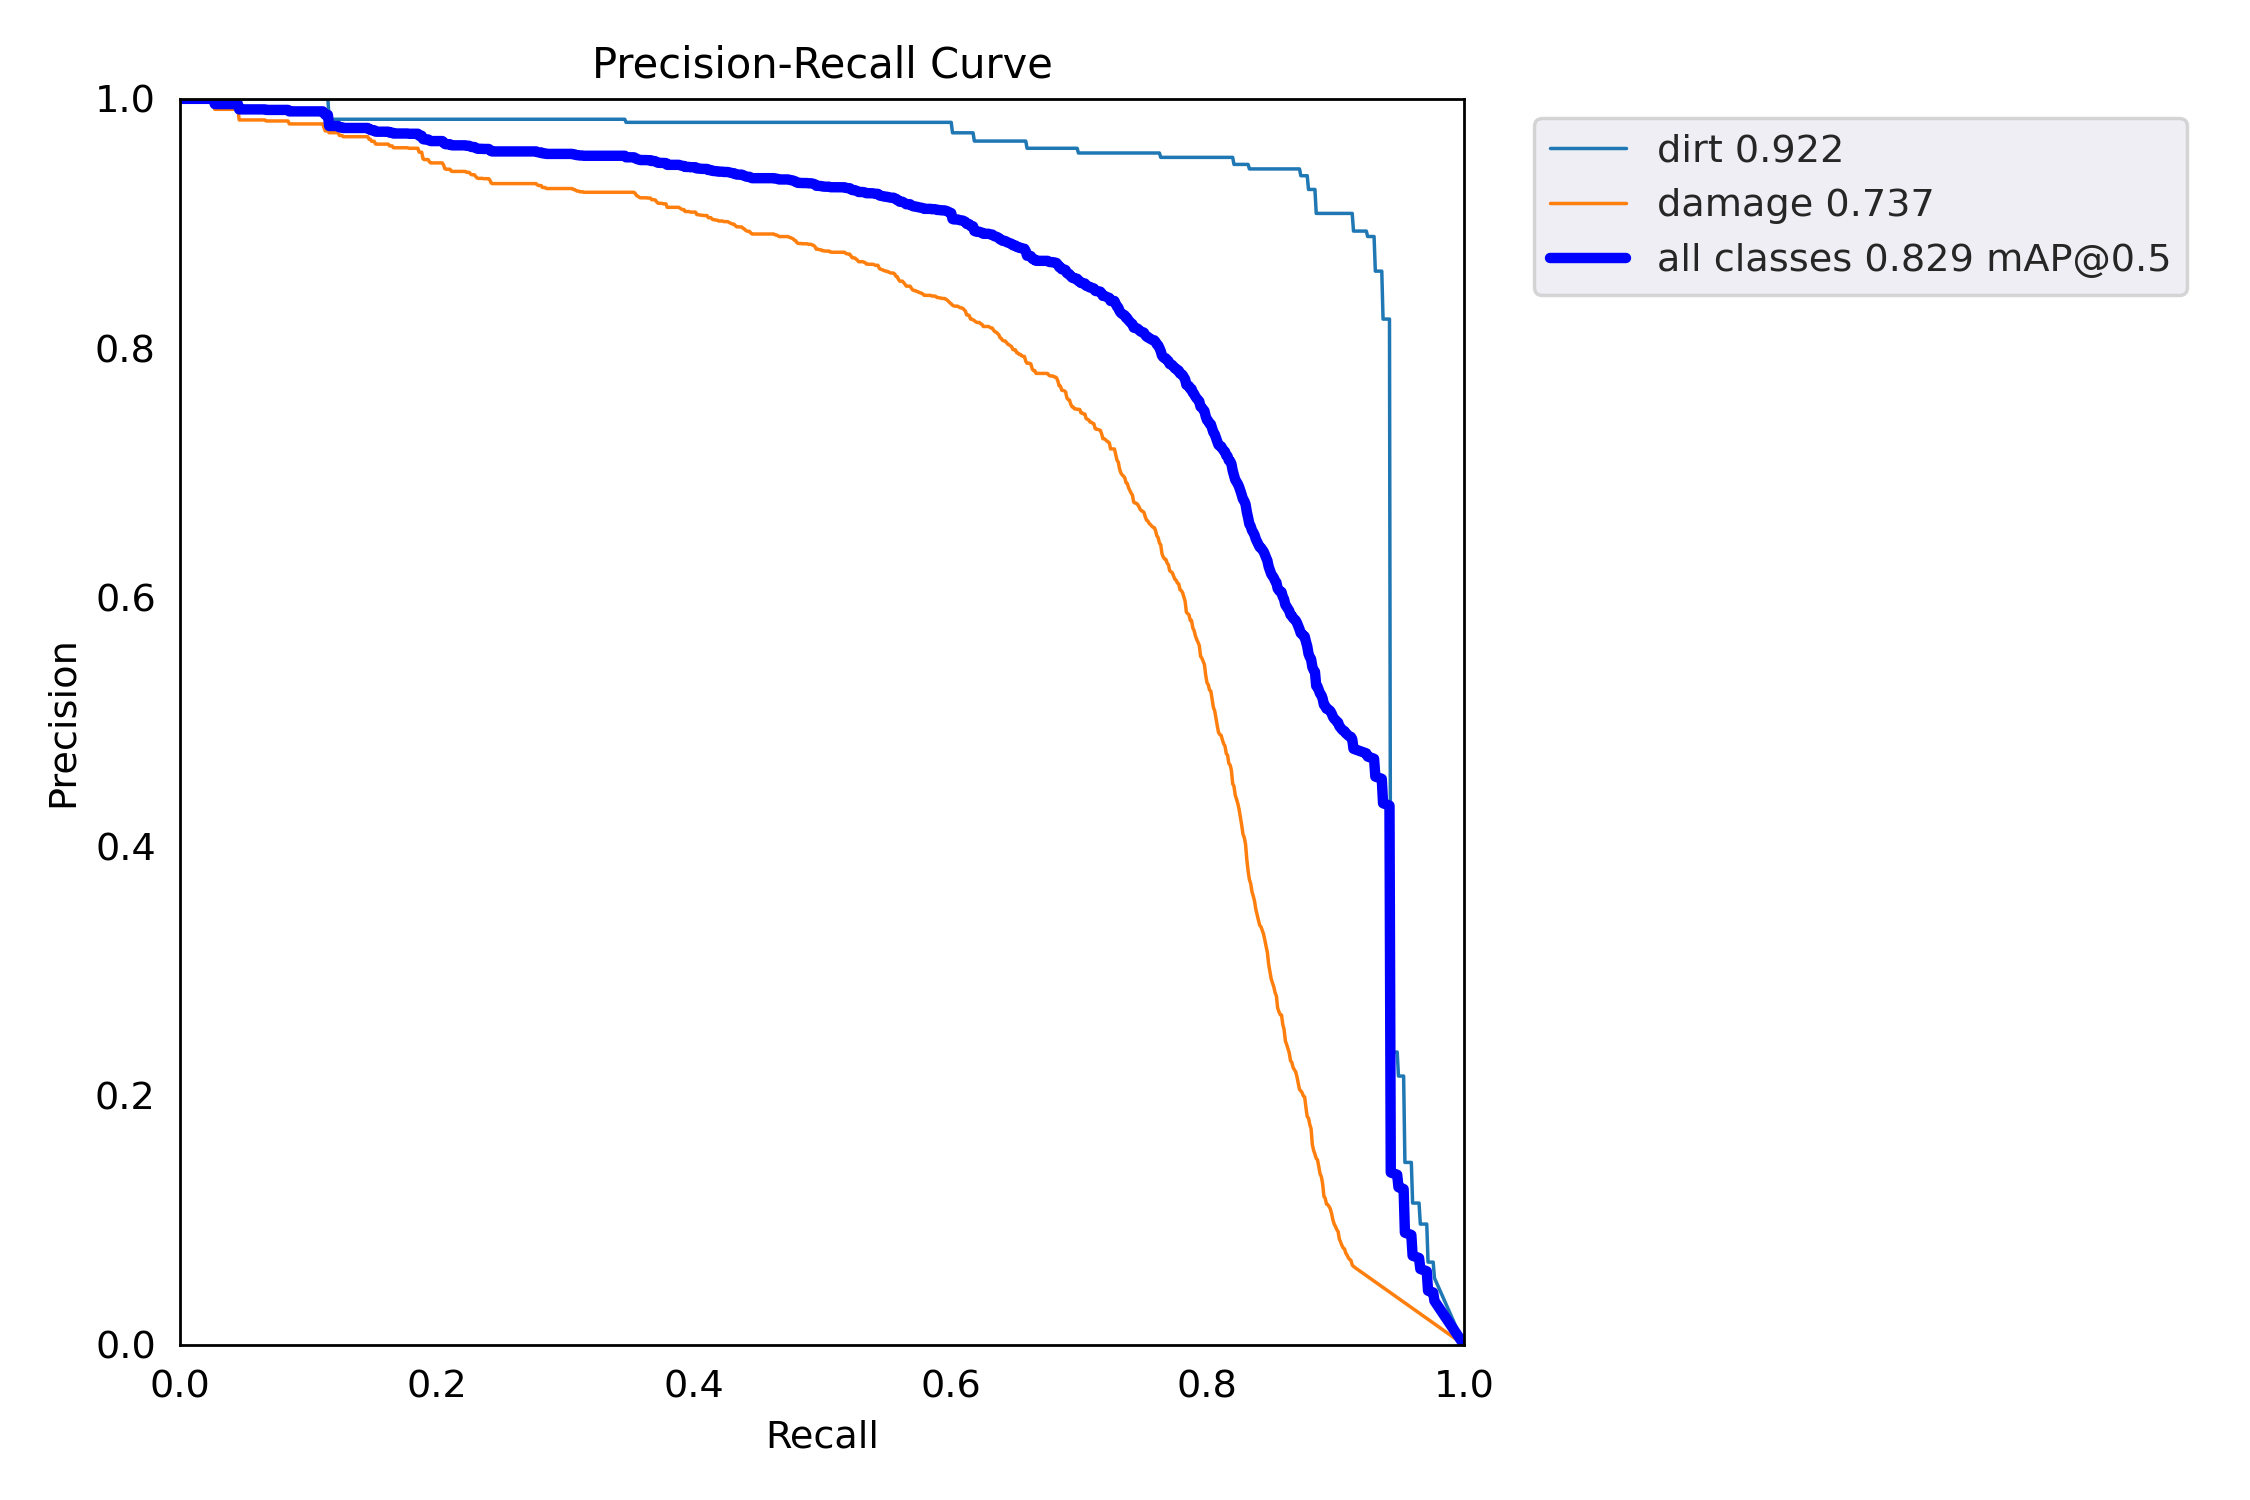 Precision-Recall Curve
1.0
0.8
0.6
0.4
0.2
0.0
Precision
0.0 0.2 0.4 0.6 0.8 1.0
Recall
dirt 0.922
damage 0.737
all classes 0.829 mAP@0.5